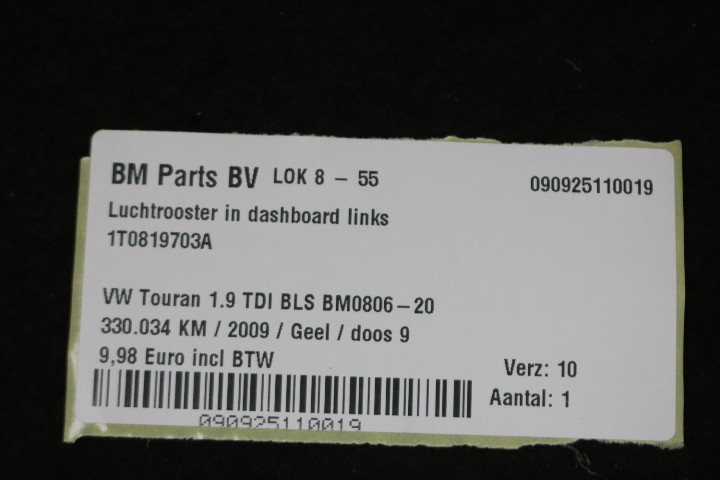 BM Parts BV LOK 8 - 55 090925110019
Luchtrooster in dashboard links
1T0819703A
VW Touran 1.9 TDI BLS BM0806-20
330.034 KM / 2009 / Geel / doos 9
9,98 Euro incl BTW Verz: 10
Aantal: 1
090925110019